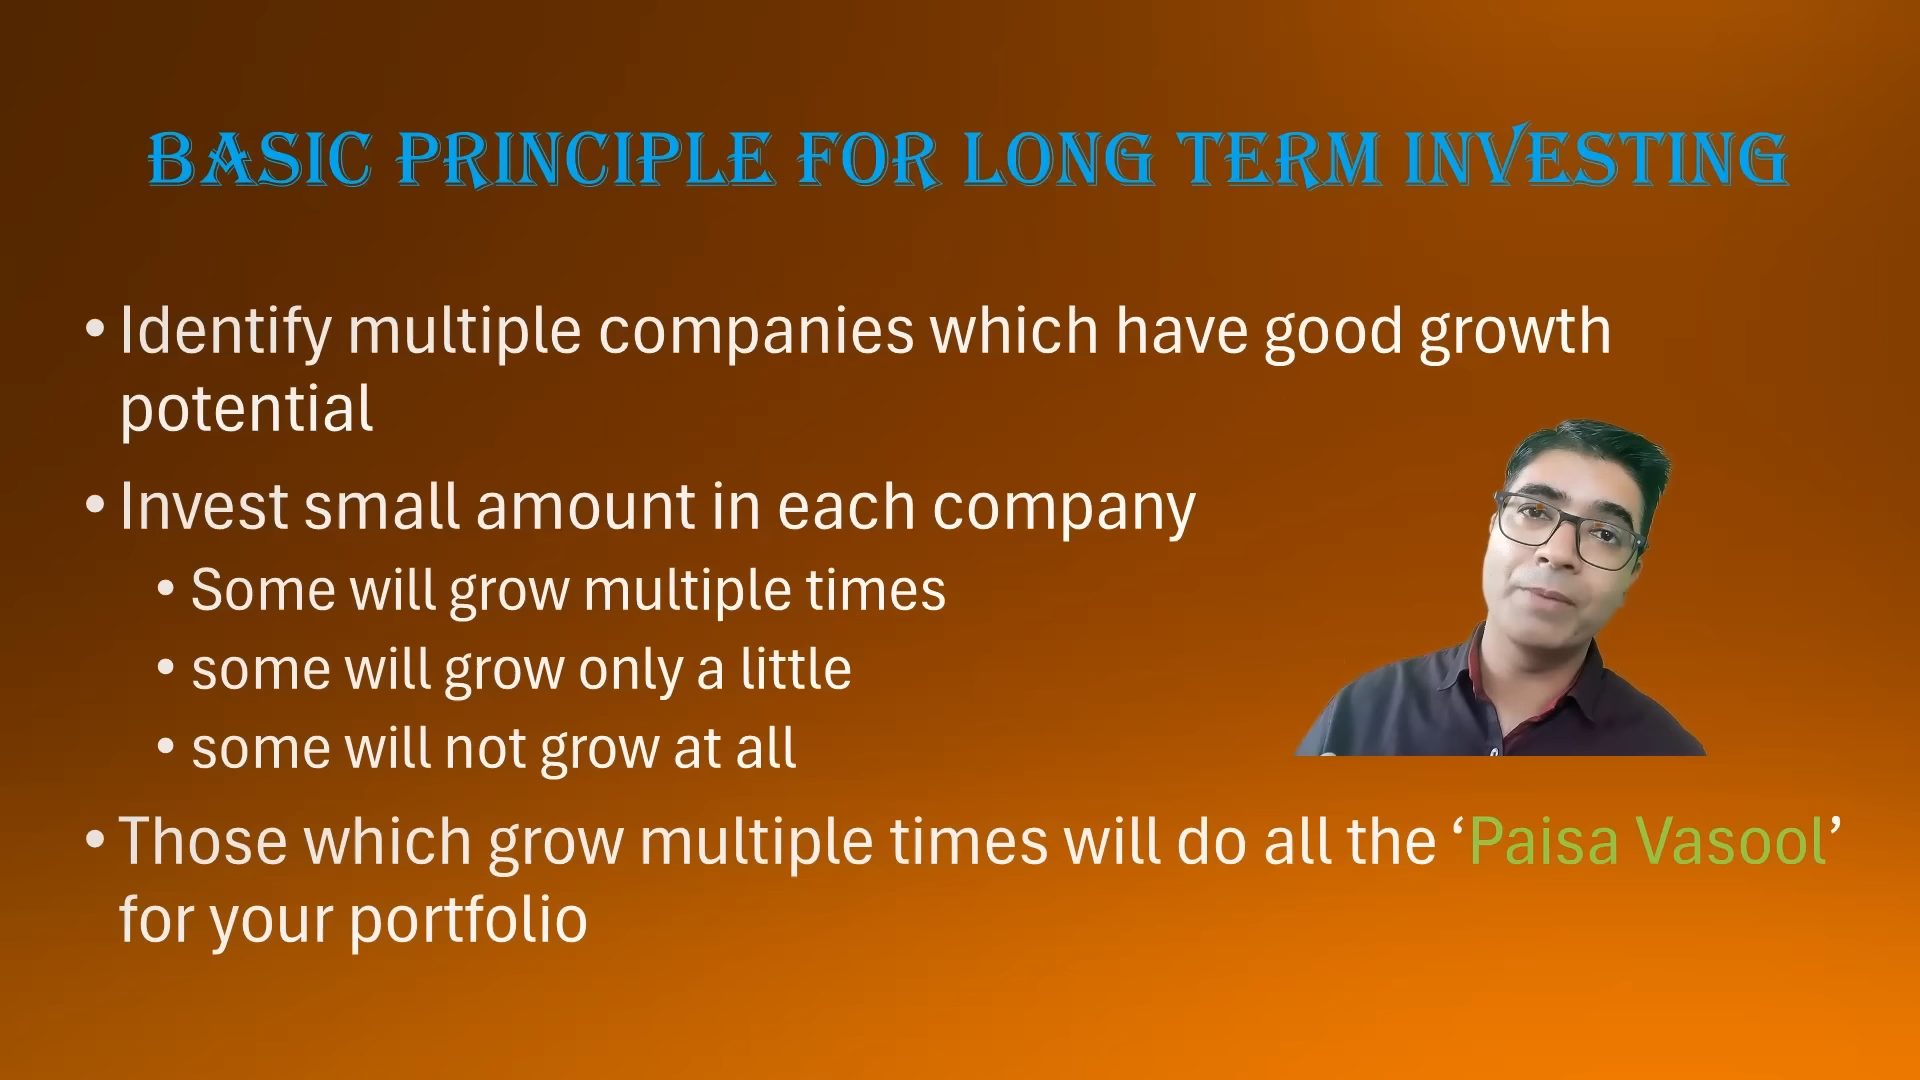 BASIC PRINCIPLE FOR LONG TERM INVESTING
• Identify multiple companies which have good growth
potential
• Invest small amount in each company
• Some will grow multiple times
• some will grow only a little
• some will not grow at all
• Those which grow multiple times will do all the ‘Paisa Vasool’
for your portfolio